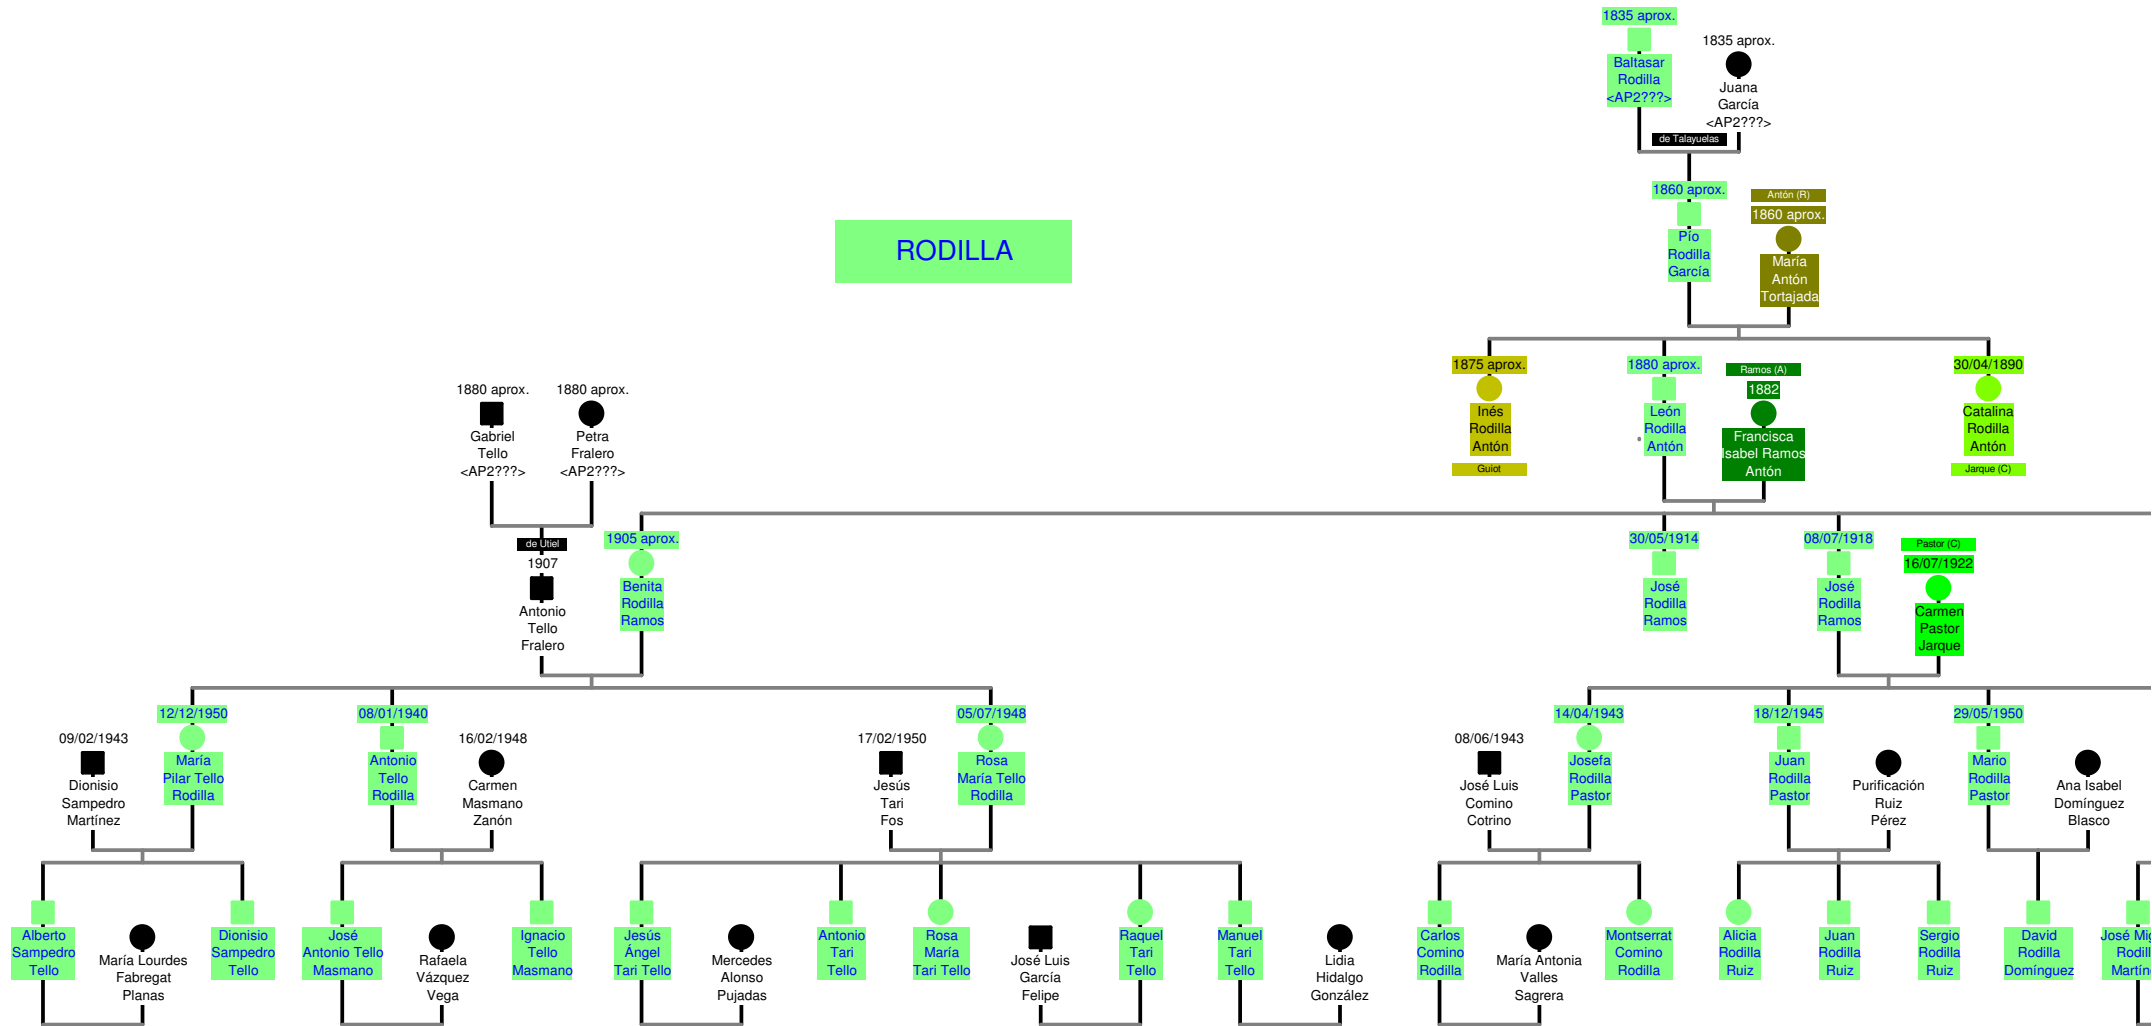 1835 aprox.
Baltasar
Rodilla
<AP2???>
1835 aprox.
Juana
García
<AP2???>
de Talayuelas
1860 aprox.
Pío
Rodilla
García
Antón (R)
1860 aprox.
María
Antón
Tortajada
RODILLA
1875 aprox.
Inés
Rodilla
Antón
Guiot
1880 aprox.
León
Rodilla
Antón
Ramos (A)
1882
Francisca
Isabel Ramos
Antón
30/04/1890
Catalina
Rodilla
Antón
Jarque (C)
1880 aprox.
Gabriel
Tello
<AP2???>
1880 aprox.
Petra
Fralero
<AP2???>
de Utiel
1907
Antonio
Tello
Fralero
1905 aprox.
Benita
Rodilla
Ramos
30/05/1914
José
Rodilla
Ramos
08/07/1918
José
Rodilla
Ramos
Pastor (C)
16/07/1922
Carmen
Pastor
Jarque
09/02/1943
Dionisio
Sampedro
Martínez
12/12/1950
María
Pilar Tello
Rodilla
08/01/1940
Antonio
Tello
Rodilla
16/02/1948
Carmen
Masmano
Zanón
17/02/1950
Jesús
Tari
Fos
05/07/1948
Rosa
María Tello
Rodilla
08/06/1943
José Luis
Comino
Cotrino
14/04/1943
Josefa
Rodilla
Pastor
18/12/1945
Juan
Rodilla
Pastor
Purificación
Ruiz
Pérez
29/05/1950
Mario
Rodilla
Pastor
Ana Isabel
Domínguez
Blasco
Alberto
Sampedro
Tello
María Lourdes
Fabregat
Planas
Dionisio
Sampedro
Tello
José
Antonio Tello
Masmano
Rafaela
Vázquez
Vega
Ignacio
Tello
Masmano
Jesús
Ángel
Tari Tello
Mercedes
Alonso
Pujadas
Antonio
Tari
Tello
Rosa
María
Tari Tello
José Luis
García
Felipe
Raquel
Tari
Tello
Manuel
Tari
Tello
Lidia
Hidalgo
González
Carlos
Comino
Rodilla
María Antonia
Valles
Sagrera
Montserrat
Comino
Rodilla
Alicia
Rodilla
Ruiz
Juan
Rodilla
Ruiz
Sergio
Rodilla
Ruiz
David
Rodilla
Domínguez
José